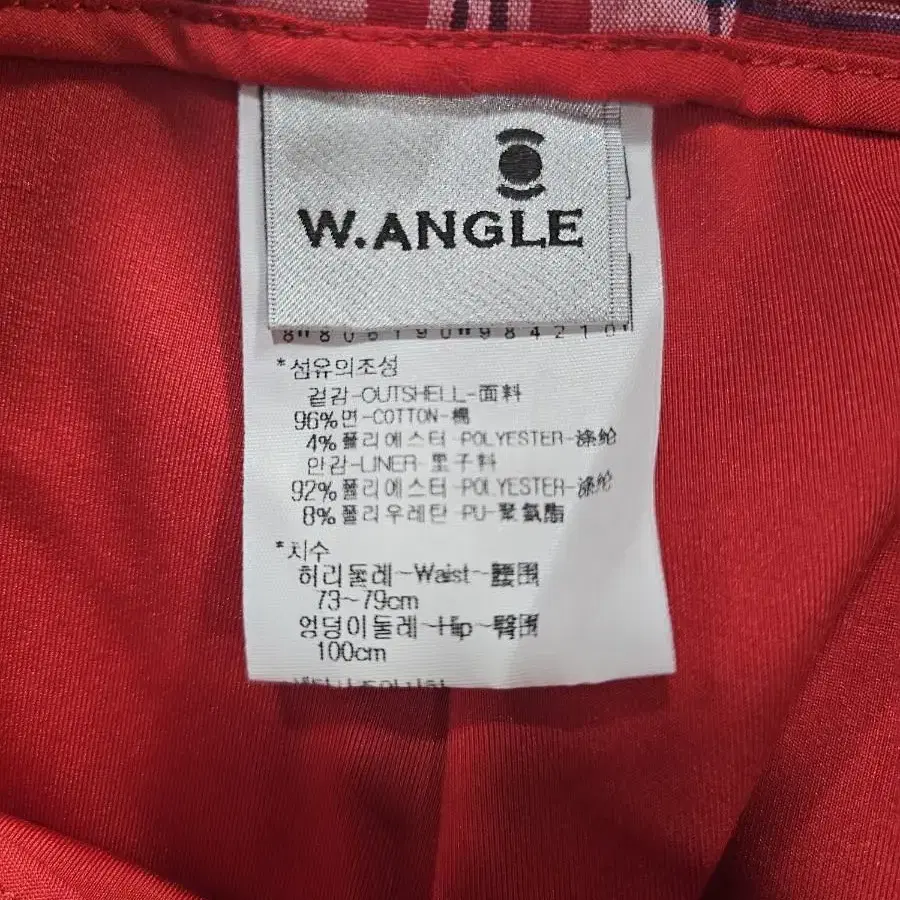 W.ANGLE
8"806190"984210"
*섬유의조성
겉감-OUTSHELL-面料
96%면-COTTON-棉
4%폴리에스터-POLYESTER-涤纶
안감-LINER-里子料
92%폴리에스터-POLYESTER-涤纶
8%폴리우레탄-PU-聚氨酯
*치수
허리둘레~Waist~腰围
73~79cm
엉덩이둘레~Hip~臀围
100cm